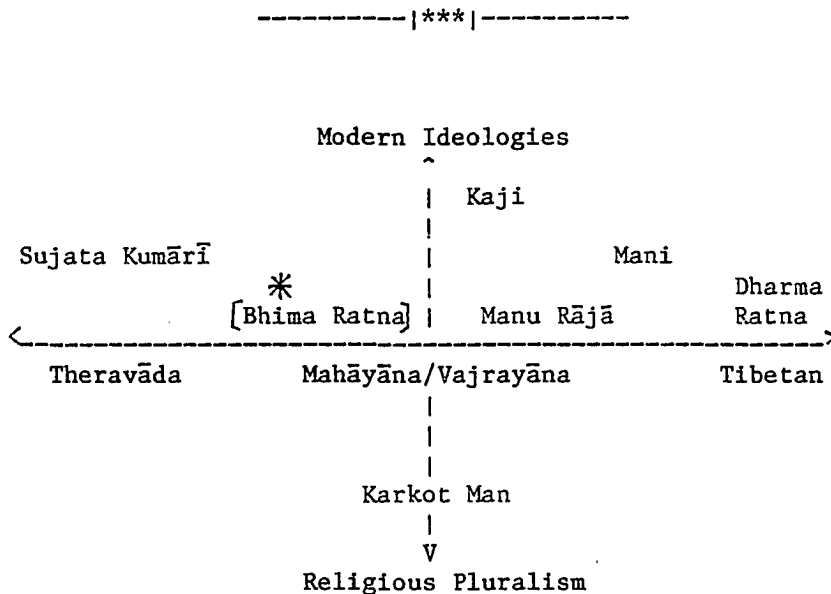 ----------|***|----------
Modern Ideologies
Kaji
Sujata Kumārī Mani
* Dharma
[Bhima Ratna] Manu Rājā Ratna
Theravāda Mahāyāna/Vajrayāna Tibetan
Karkot Man
Religious Pluralism